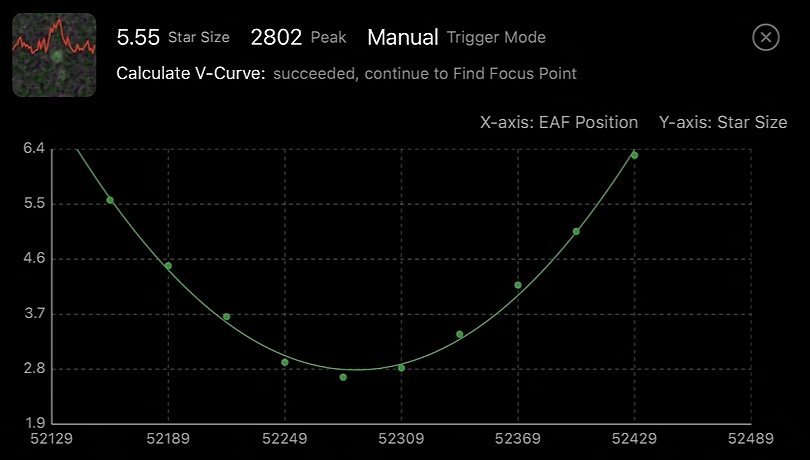 5.55 Star Size 2802 Peak Manual Trigger Mode
Calculate V-Curve: succeeded, continue to Find Focus Point
X-axis: EAF Position Y-axis: Star Size
6.4
5.5
4.6
3.7
2.8
1.9
52129 52189 52249 52309 52369 52429 52489